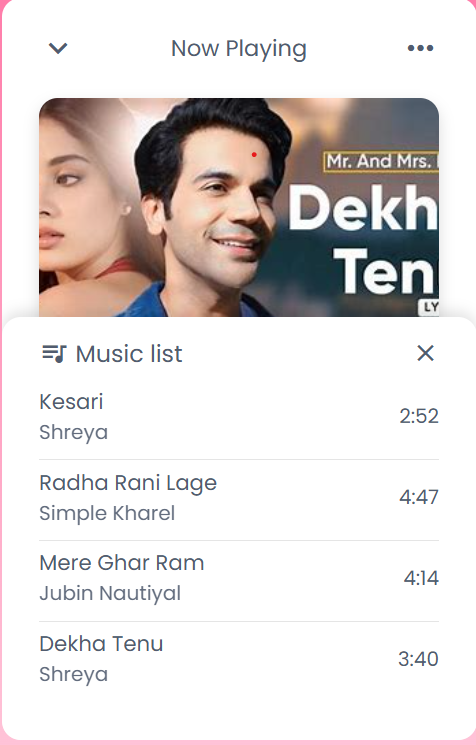 Now Playing
Mr. And Mrs.
Dekh
Ten
LY
Music list
Kesari
2:52
Shreya
Radha Rani Lage
4:47
Simple Kharel
Mere Ghar Ram
4:14
Jubin Nautiyal
Dekha Tenu
3:40
Shreya